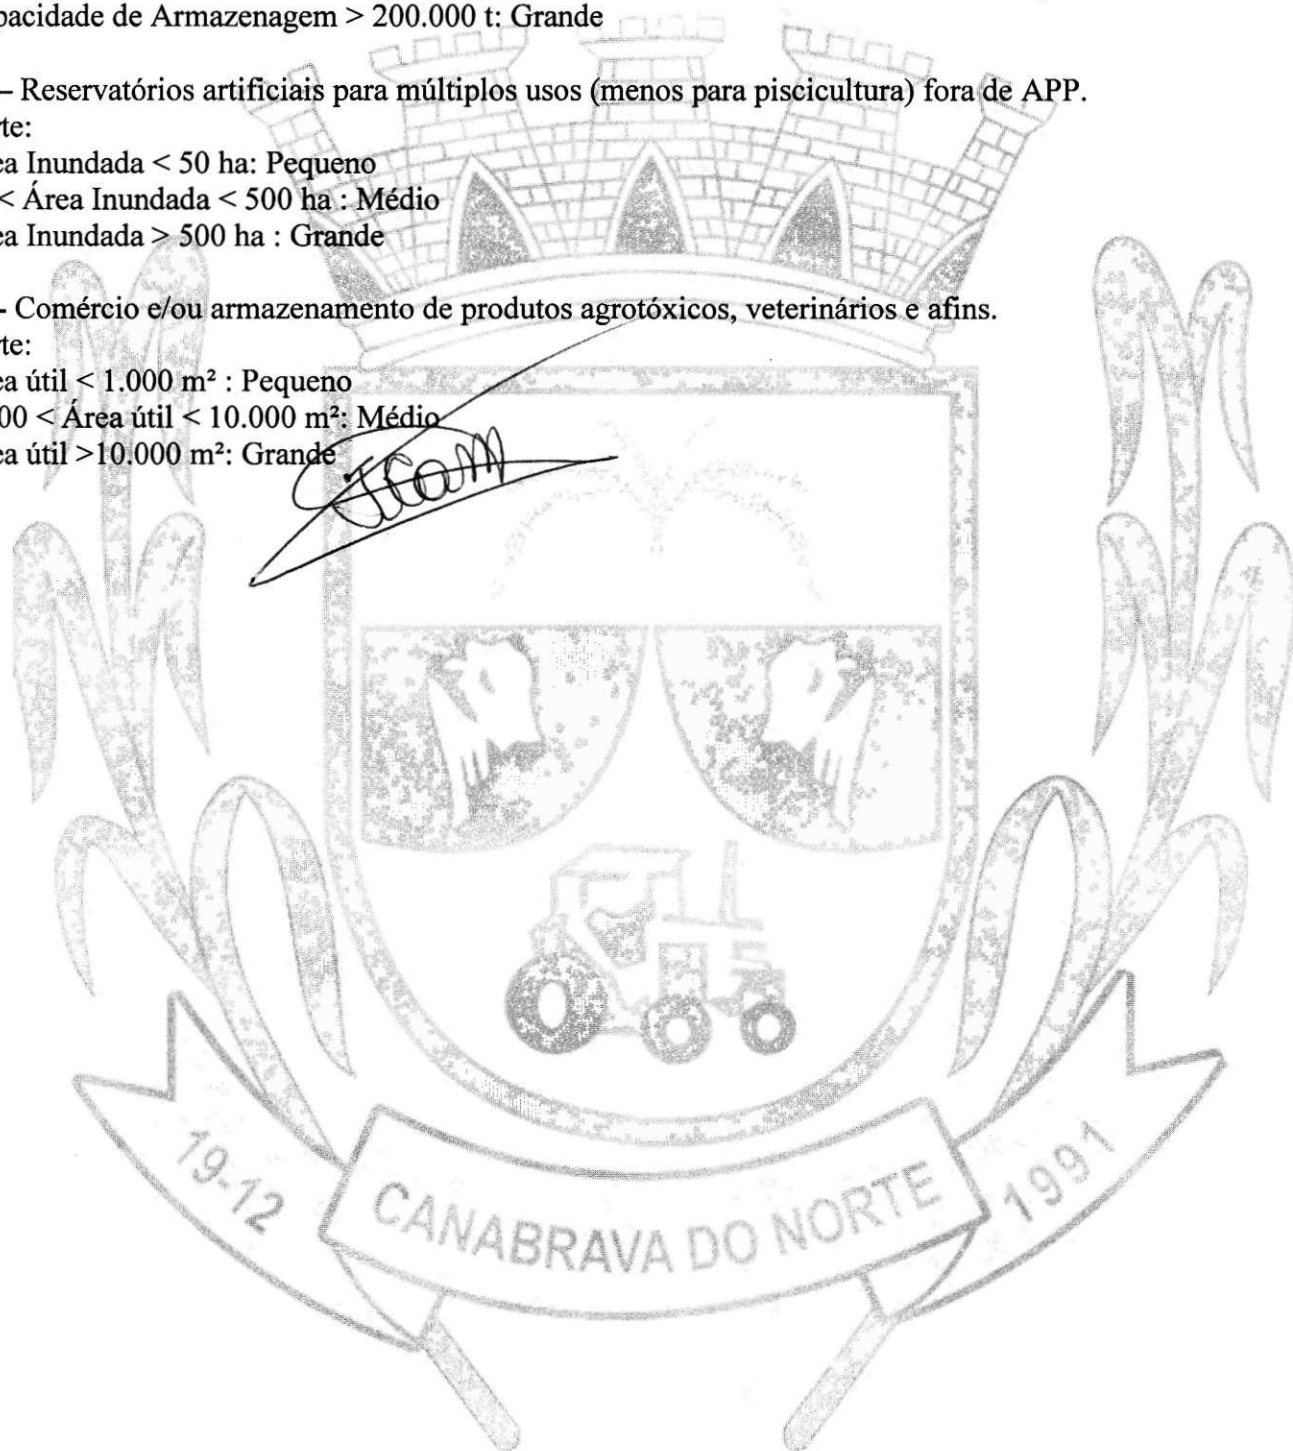 pacidade de Armazenagem > 200.000 t: Grande
– Reservatórios artificiais para múltiplos usos (menos para piscicultura) fora de APP.
te:
ea Inundada < 50 ha: Pequeno
< Área Inundada < 500 ha : Médio
ea Inundada > 500 ha : Grande
- Comércio e/ou armazenamento de produtos agrotóxicos, veterinários e afins.
te:
ea útil < 1.000 m² : Pequeno
00 < Área útil < 10.000 m²: Médio
ea útil >10.000 m²: Grande
19-12
CANABRAVA DO NORTE
1991